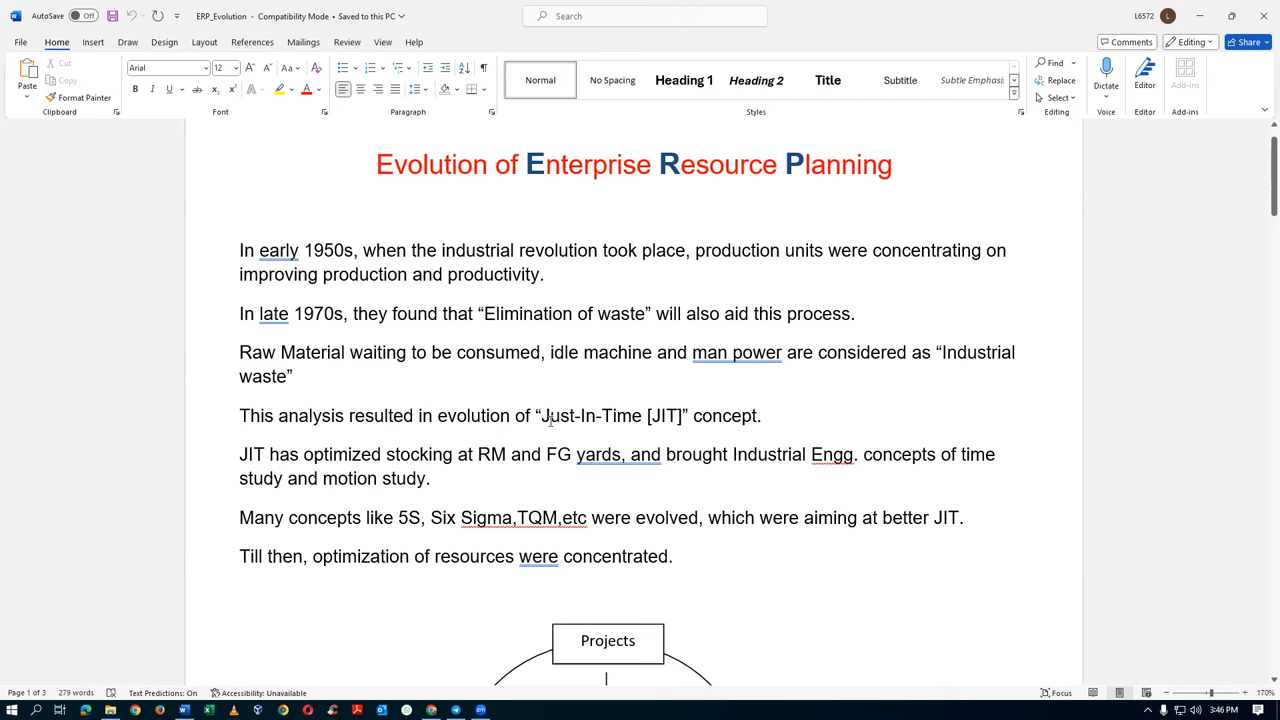 AutoSave Off ERP_Evolution - Compatibility Mode • Saved to this PC Search L6572 L
File Home Insert Draw Design Layout References Mailings Review View Help Comments Editing Share
Paste Cut Copy Format Painter Arial 12 Normal No Spacing Heading 1 Heading 2 Title Subtitle Subtle Emphasis Find Replace Select Dictate Editor Add-ins
Clipboard Font Paragraph Styles Editing Voice Editor Add-ins
Evolution of Enterprise Resource Planning
In early 1950s, when the industrial revolution took place, production units were concentrating on
improving production and productivity.
In late 1970s, they found that “Elimination of waste” will also aid this process.
Raw Material waiting to be consumed, idle machine and man power are considered as “Industrial
waste”
This analysis resulted in evolution of “Just-In-Time [JIT]” concept.
JIT has optimized stocking at RM and FG yards, and brought Industrial Engg. concepts of time
study and motion study.
Many concepts like 5S, Six Sigma,TQM,etc were evolved, which were aiming at better JIT.
Till then, optimization of resources were concentrated.
Projects
Page 1 of 3 279 words Text Predictions: On Accessibility: Unavailable Focus 170%
3:46 PM